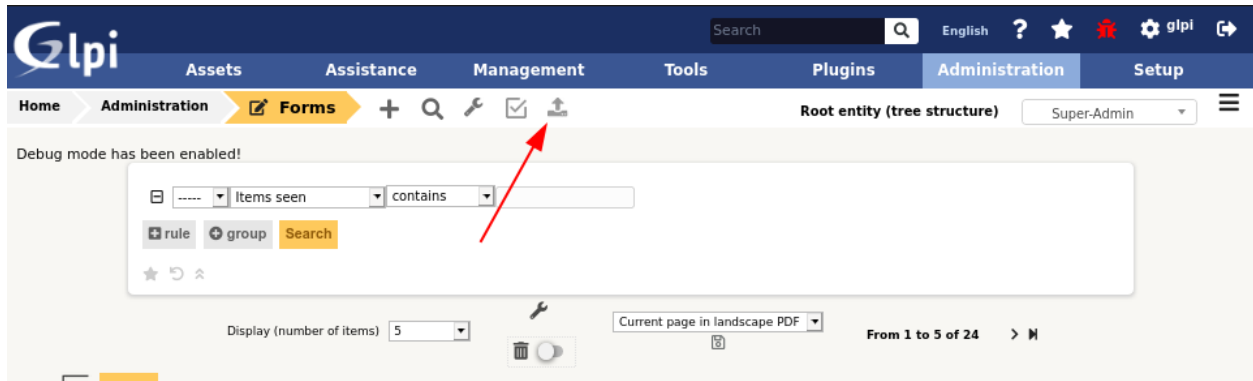 Glpi
Search English ? glpi
Assets Assistance Management Tools Plugins Administration Setup
Home Administration Forms Root entity (tree structure) Super-Admin
Debug mode has been enabled!
----- Items seen contains
rule group Search
Display (number of items) 5 Current page in landscape PDF From 1 to 5 of 24